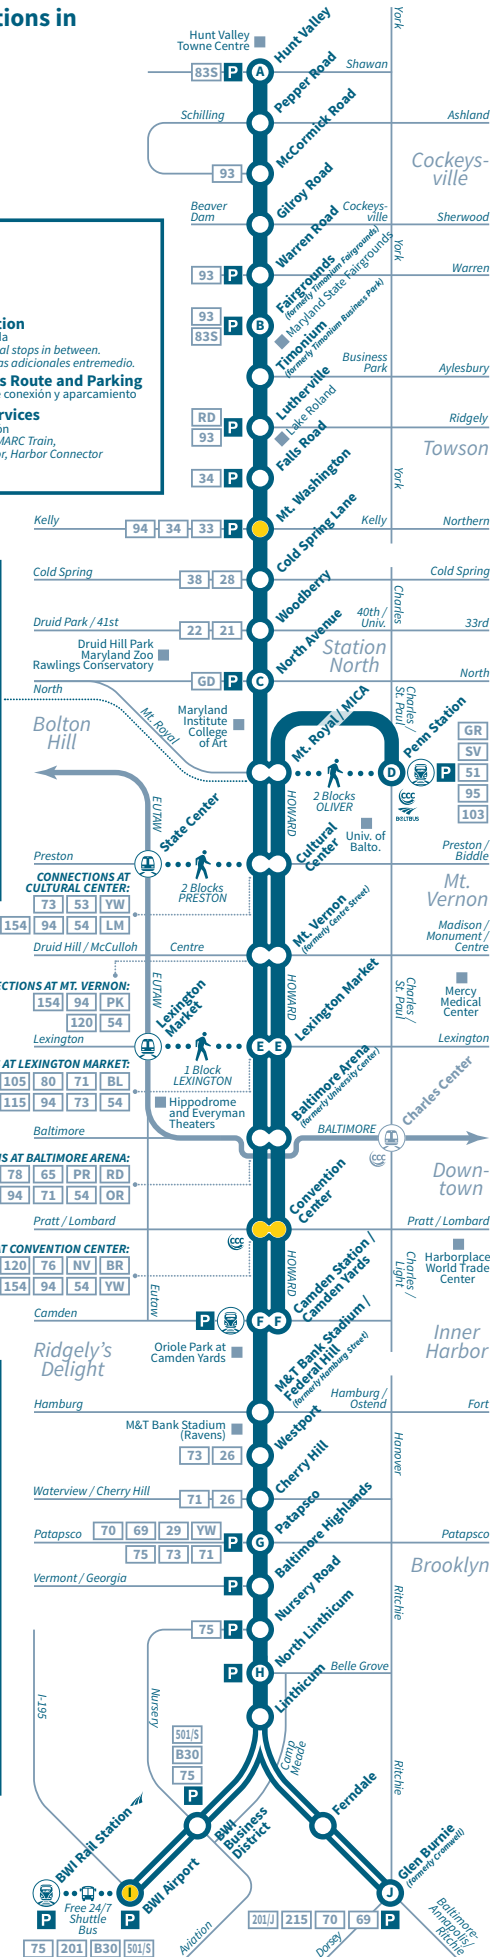 tions in
Hunt Valley
Towne Centre
York
Hunt Valley
83S P A
Shawan
Pepper Road
Schilling
Ashland
McCormick Road
93
Cockeys-
ville
Gilroy Road
Beaver
Dam
Cockeys-
ville
Sherwood
Warren Road
York
93 P
Warren
Fairgrounds
(formerly Timonium Fairgrounds)
Maryland State Fairgrounds
93
83S
P B
tion
da
al stops in between.
as adicionales entremedio.
Timonium
(formerly Timonium Business Park)
Business
Park
Aylesbury
s Route and Parking
e conexión y aparcamiento
Lutherville
Lake Roland
rvices
on
MARC Train,
or, Harbor Connector
RD
93
P
Ridgely
Towson
Falls Road
34 P
York
Mt. Washington
Kelly
94 34 33 P
Kelly
Northern
Cold Spring Lane
Cold Spring
38 28
Cold Spring
Woodberry
Charles
Druid Park / 41st
22 21
40th /
Univ.
33rd
Druid Hill Park
Maryland Zoo
Rawlings Conservatory
North Avenue
Station
North
GD P C
North
North
Mt. Royal
Bolton
Hill
Maryland
Institute
College
of Art
Mt. Royal / MICA
Charles /
St. Paul
Penn Station
GR
SV
51
95
103
D P
CCC
BOLTBUS
2 Blocks
OLIVER
HOWARD
EUTAW
State Center
Cultural
Center
Univ. of
Balto.
Preston
Preston /
Biddle
2 Blocks
PRESTON
CONNECTIONS AT
CULTURAL CENTER:
73 53 YW
154 94 54 LM
Mt.
Vernon
Mt. Vernon
(formerly Centre Street)
Madison /
Monument /
Centre
Druid Hill / McCulloh
Centre
EUTAW
HOWARD
Charles /
St. Paul
Mercy
Medical
Center
ECTIONS AT MT. VERNON:
154 94 PK
120 54
Lexington
Market
Lexington Market
Lexington
E E
Lexington
1 Block
LEXINGTON
AT LEXINGTON MARKET:
105 80 71 BL
115 94 73 54
Baltimore Arena
(formerly University Center)
Charles Center
Hippodrome
and Everyman
Theaters
Baltimore
BALTIMORE
CCC
S AT BALTIMORE ARENA:
78 65 PR RD
94 71 54 OR
Convention
Center
Down-
town
Pratt / Lombard
Pratt / Lombard
CCC
AT CONVENTION CENTER:
120 76 NV BR
154 94 54 YW
HOWARD
Charles /
Light
Harborplace
World Trade
Center
Eutaw
Camden Station /
Camden Yards
Camden
P F F
Ridgely's
Delight
Oriole Park at
Camden Yards
Inner
Harbor
M&T Bank Stadium /
Federal Hill
(formerly Hamburg Street)
Hamburg
Hamburg /
Ostend
Fort
M&T Bank Stadium
(Ravens)
Westport
73 26
Hanover
Cherry Hill
Waterview / Cherry Hill
71 26
Patapsco
Patapsco
70 69 29 YW
75 73 71
P G
Patapsco
Baltimore Highlands
Brooklyn
Vermont / Georgia
P
Nursery Road
Ritchie
75 P
North Linthicum
P H
Belle Grove
Linthicum
I-195
Nursery
501/S
B30
75
P
Camp
Meade
Ritchie
BWI
Business
District
Ferndale
BWI Rail Station
BWI Airport
Glen Burnie
(formerly Cromwell)
I
J
P
Free 24/7
Shuttle
Bus
P
75 201 B30 501/S
Aviation
201/J 215 70 69 P
Dorsey
Baltimore-
Annapolis/
Ritchie